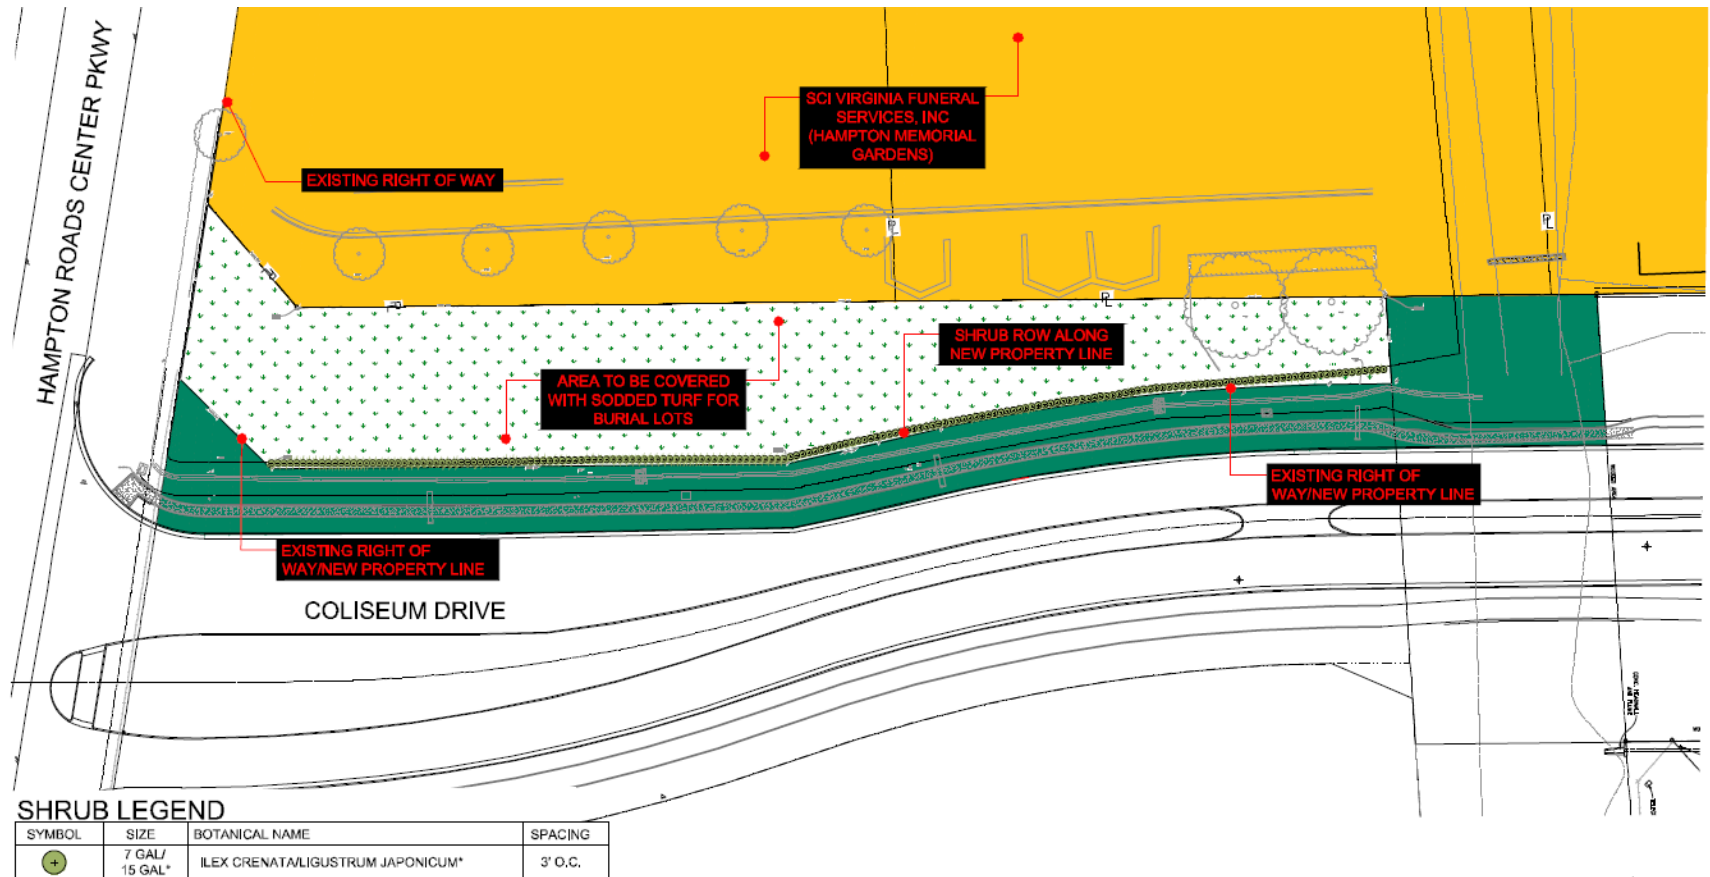 HAMPTON ROADS CENTER PKWY
SCI VIRGINIA FUNERAL
SERVICES, INC
(HAMPTON MEMORIAL
GARDENS)
EXISTING RIGHT OF WAY
PL
PL
PL
SHRUB ROW ALONG
NEW PROPERTY LINE
AREA TO BE COVERED
WITH SODDED TURF FOR
BURIAL LOTS
EXISTING RIGHT OF
WAY/NEW PROPERTY LINE
EXISTING RIGHT OF
WAY/NEW PROPERTY LINE
COLISEUM DRIVE
SHRUB LEGEND
SYMBOL SIZE BOTANICAL NAME SPACING
7 GAL/
15 GAL* ILEX CRENATA/LIGUSTRUM JAPONICUM* 3' O.C.